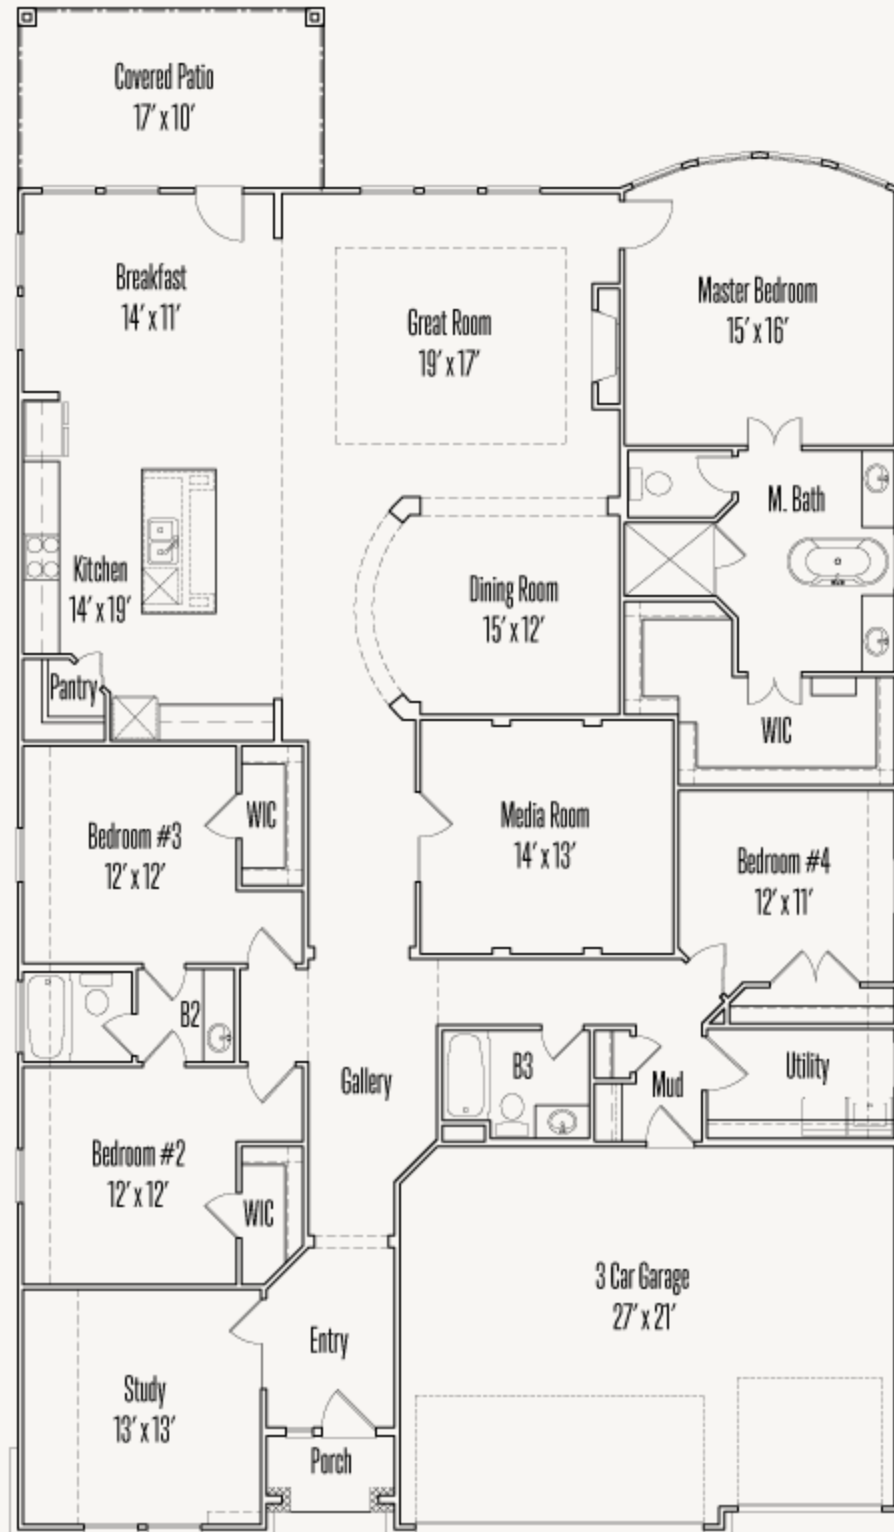 Covered Patio
17' x 10'
Breakfast
14' x 11'
Great Room
19' x 17'
Master Bedroom
15' x 16'
M. Bath
Kitchen
14' x 19'
Dining Room
15' x 12'
Pantry
WIC
Bedroom #3
12' x 12'
WIC
Media Room
14' x 13'
Bedroom #4
12' x 11'
B2
Gallery
B3
Mud
Utility
Bedroom #2
12' x 12'
WIC
3 Car Garage
27' x 21'
Entry
Study
13' x 13'
Porch